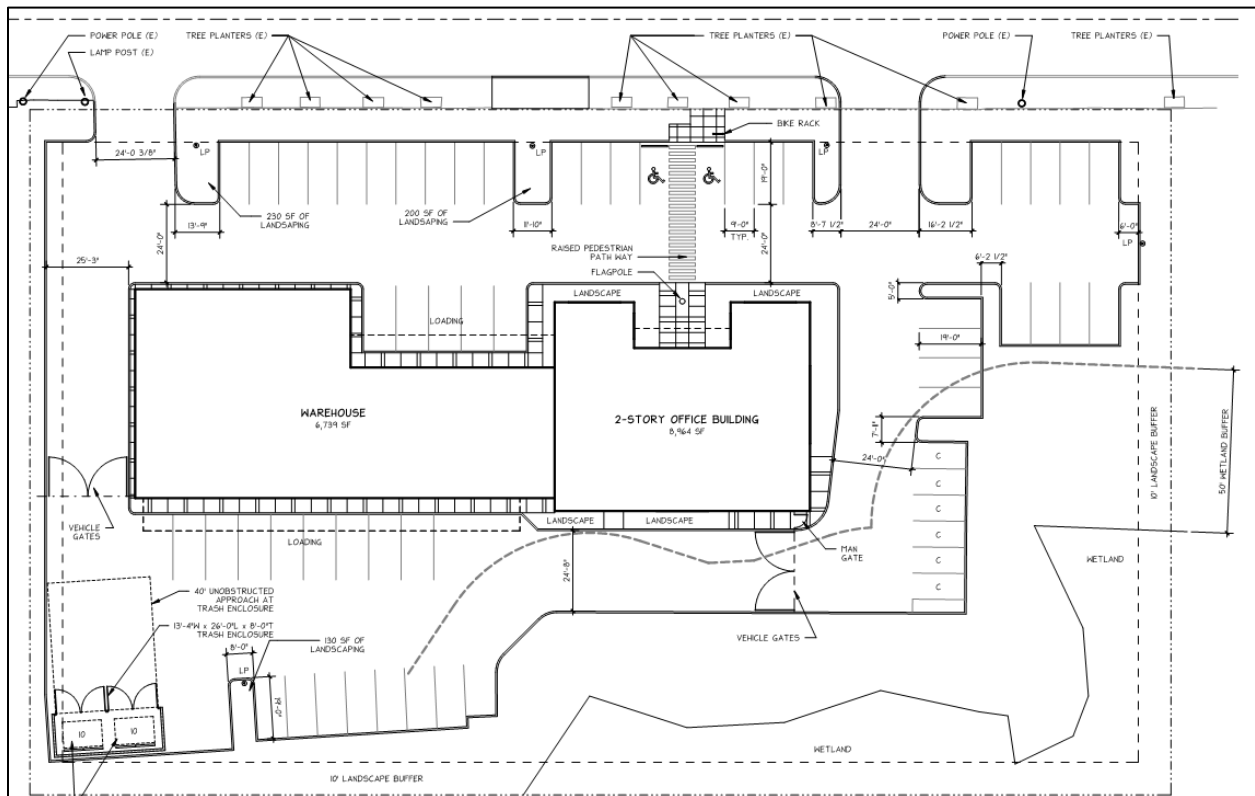 POWER POLE (E)
LAMP POST (E)
TREE PLANTERS (E)
TREE PLANTERS (E)
POWER POLE (E)
TREE PLANTERS (E)
BIKE RACK
24'-0 3/8"
LP
LP
LP
230 SF OF
LANDSAPING
200 SF OF
LANDSAPING
13'-9"
11'-10"
19'-0"
9'-0"
TYP.
8'-7 1/2"
24'-0"
16'-2 1/2"
6'-0"
LP
24'-0"
24'-0"
RAISED PEDESTRIAN
PATH WAY
FLAGPOLE
25'-3"
6'-2 1/2"
5'-0"
LANDSCAPE
LANDSCAPE
LOADING
19'-0"
WAREHOUSE
6,739 SF
2-STORY OFFICE BUILDING
8,964 SF
7'-8"
24'-0"
10' LANDSCAPE BUFFER
50' WETLAND BUFFER
C
C
C
C
C
C
VEHICLE
GATES
LOADING
LANDSCAPE
LANDSCAPE
MAN
GATE
WETLAND
24'-8"
40' UNOBSTRUCTED
APPROACH AT
TRASH ENCLOSURE
13'-4"W x 26'-0"L x 8'-0"T
TRASH ENCLOSURE
130 SF OF
LANDSCAPING
8'-0"
LP
VEHICLE GATES
19'-0"
10
10
WETLAND
10' LANDSCAPE BUFFER